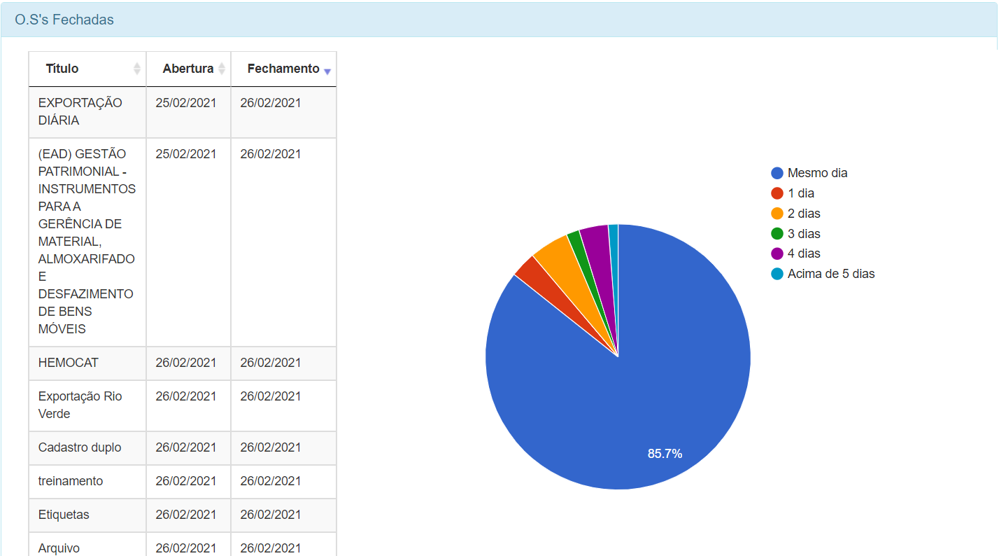 O.S's Fechadas
Título Abertura Fechamento
EXPORTAÇÃO 25/02/2021 26/02/2021
DIÁRIA
(EAD) GESTÃO 25/02/2021 26/02/2021
PATRIMONIAL -
INSTRUMENTOS
PARA A
GERÊNCIA DE
MATERIAL,
ALMOXARIFADO
E
DESFAZIMENTO
DE BENS
MÓVEIS
HEMOCAT 26/02/2021 26/02/2021
Exportação Rio 26/02/2021 26/02/2021
Verde
Cadastro duplo 26/02/2021 26/02/2021
treinamento 26/02/2021 26/02/2021
Etiquetas 26/02/2021 26/02/2021
Arquivo 26/02/2021 26/02/2021
85.7%
Mesmo dia
1 dia
2 dias
3 dias
4 dias
Acima de 5 dias